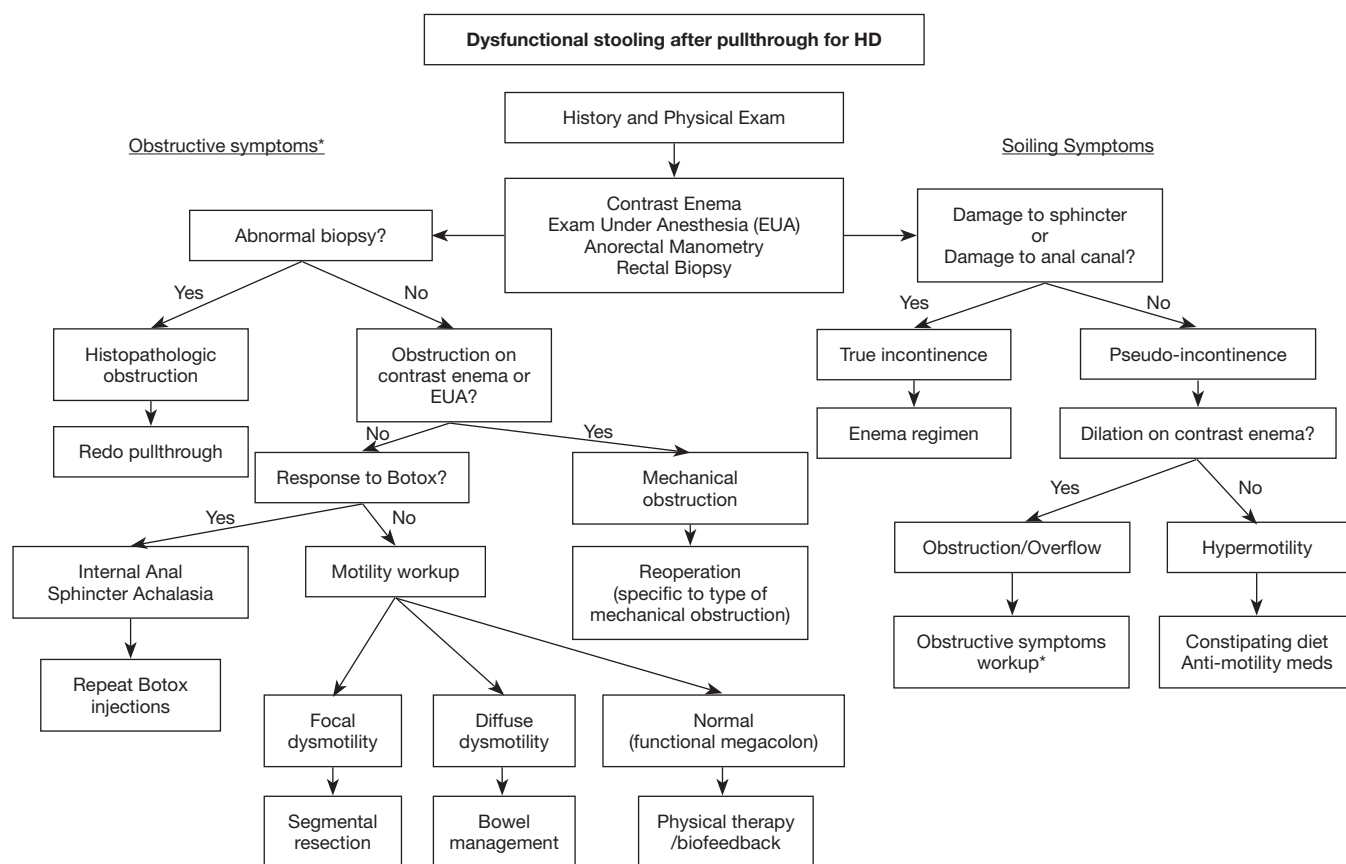 Dysfunctional stooling after pullthrough for HD
History and Physical Exam
Obstructive symptoms*
Soiling Symptoms
Contrast Enema
Exam Under Anesthesia (EUA)
Anorectal Manometry
Rectal Biopsy
Abnormal biopsy?
Damage to sphincter
or
Damage to anal canal?
Yes
No
Yes
No
Histopathologic
obstruction
Obstruction on
contrast enema or
EUA?
True incontinence
Pseudo-incontinence
Redo pullthrough
No
Yes
Enema regimen
Dilation on contrast enema?
Response to Botox?
Mechanical
obstruction
Yes
No
Yes
No
Internal Anal
Sphincter Achalasia
Motility workup
Reoperation
(specific to type of
mechanical obstruction)
Obstruction/Overflow
Hypermotility
Repeat Botox
injections
Obstructive symptoms
workup*
Constipating diet
Anti-motility meds
Focal
dysmotility
Diffuse
dysmotility
Normal
(functional megacolon)
Segmental
resection
Bowel
management
Physical therapy
/biofeedback